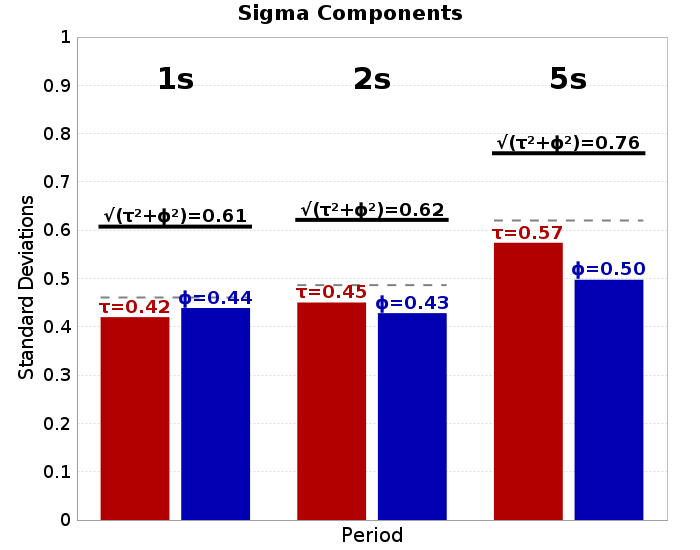 Sigma Components
Standard Deviations
1
0.9
0.8
0.7
0.6
0.5
0.4
0.3
0.2
0.1
0
1s
2s
5s
√(τ²+ϕ²)=0.61
√(τ²+ϕ²)=0.62
√(τ²+ϕ²)=0.76
τ=0.42
ϕ=0.44
τ=0.45
ϕ=0.43
τ=0.57
ϕ=0.50
Period